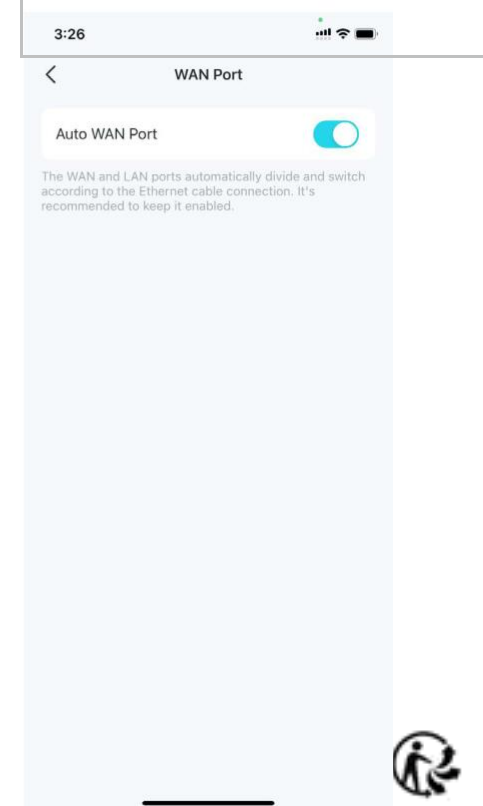 3:26
WAN Port
Auto WAN Port
The WAN and LAN ports automatically divide and switch
according to the Ethernet cable connection. It's
recommended to keep it enabled.